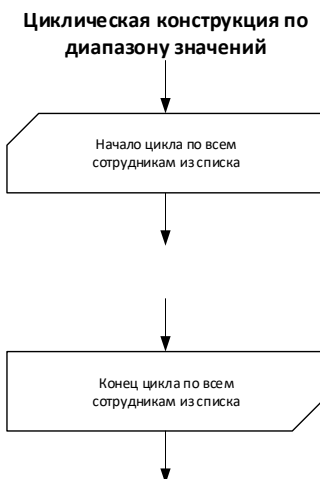 Циклическая конструкция по
диапазону значений
Начало цикла по всем
сотрудникам из списка
Конец цикла по всем
сотрудникам из списка